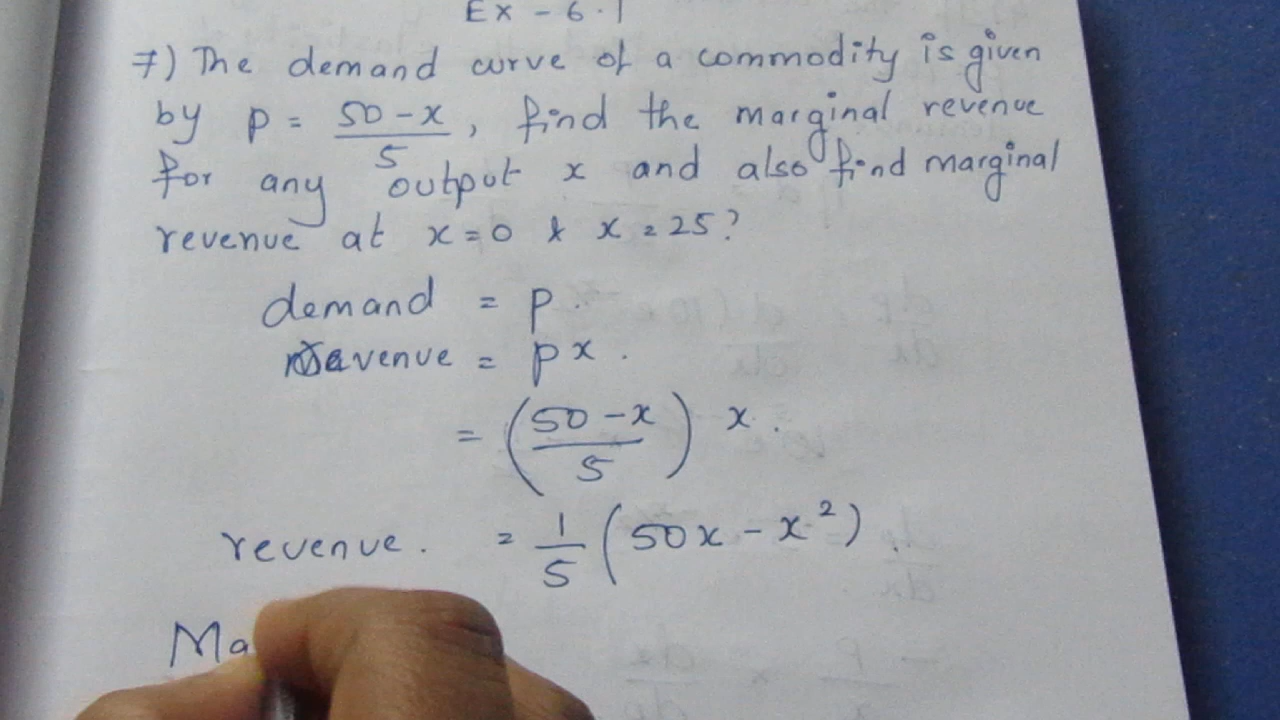 Ex - 6.1
7) The demand curve of a commodity is given
by p = (50 - x)/5, find the marginal revenue
for any output x and also find marginal
revenue at x = 0 & x = 25?
demand = p
revenue = px.
= ((50 - x)/5) x.
revenue. = 1/5 (50x - x²).
Ma